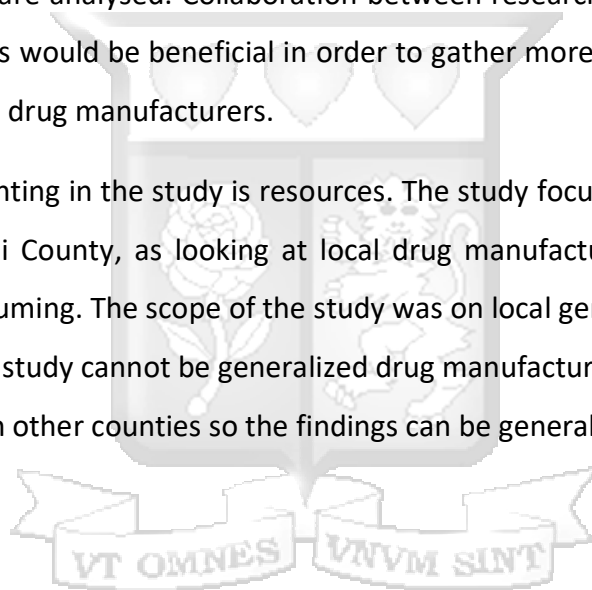 are analysed. Collaboration between research
s would be beneficial in order to gather more
drug manufacturers.
nting in the study is resources. The study focu
i County, as looking at local drug manufactu
uming. The scope of the study was on local ge
study cannot be generalized drug manufactur
n other counties so the findings can be general
VT OMNES VNVM SINT